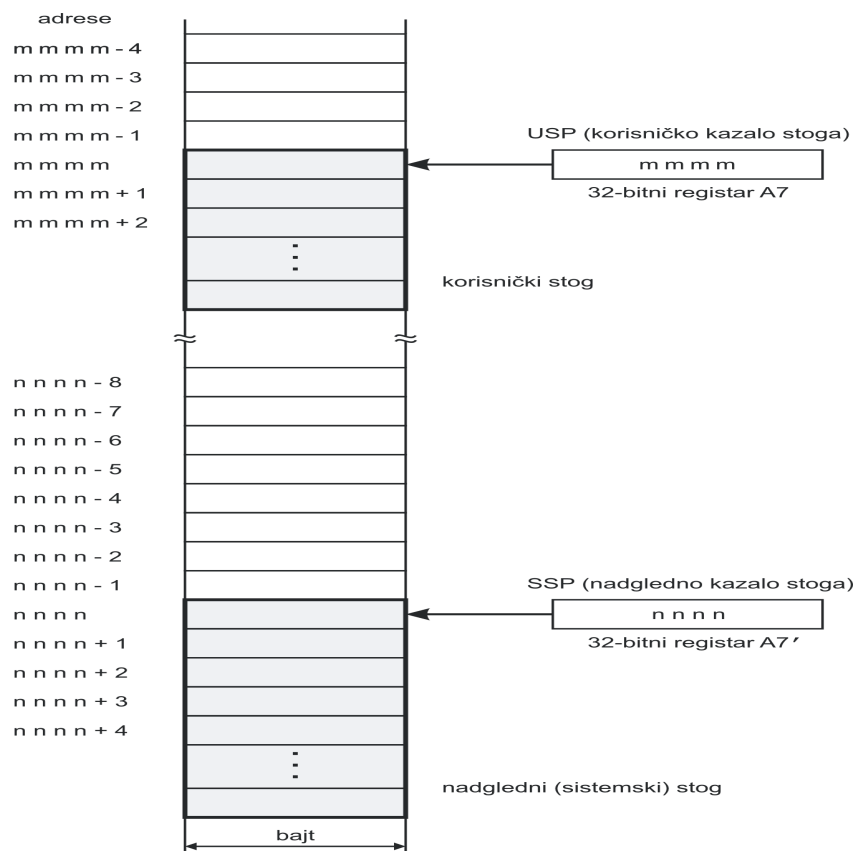 adrese
m m m m - 4
m m m m - 3
m m m m - 2
m m m m - 1
m m m m
m m m m + 1
m m m m + 2
USP (korisničko kazalo stoga)
m m m m
32-bitni registar A7
korisnički stog
n n n n - 8
n n n n - 7
n n n n - 6
n n n n - 5
n n n n - 4
n n n n - 3
n n n n - 2
n n n n - 1
n n n n
n n n n + 1
n n n n + 2
n n n n + 3
n n n n + 4
SSP (nadgledno kazalo stoga)
n n n n
32-bitni registar A7′
nadgledni (sistemski) stog
bajt